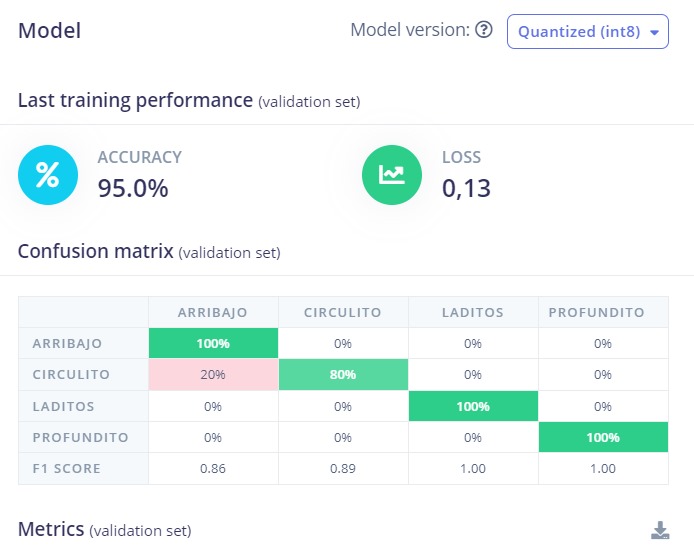 Model
Model version: Quantized (int8)
Last training performance (validation set)
ACCURACY
95.0%
LOSS
0,13
Confusion matrix (validation set)
ARRIBAJO CIRCULITO LADITOS PROFUNDITO
ARRIBAJO 100% 0% 0% 0%
CIRCULITO 20% 80% 0% 0%
LADITOS 0% 0% 100% 0%
PROFUNDITO 0% 0% 0% 100%
F1 SCORE 0.86 0.89 1.00 1.00
Metrics (validation set)